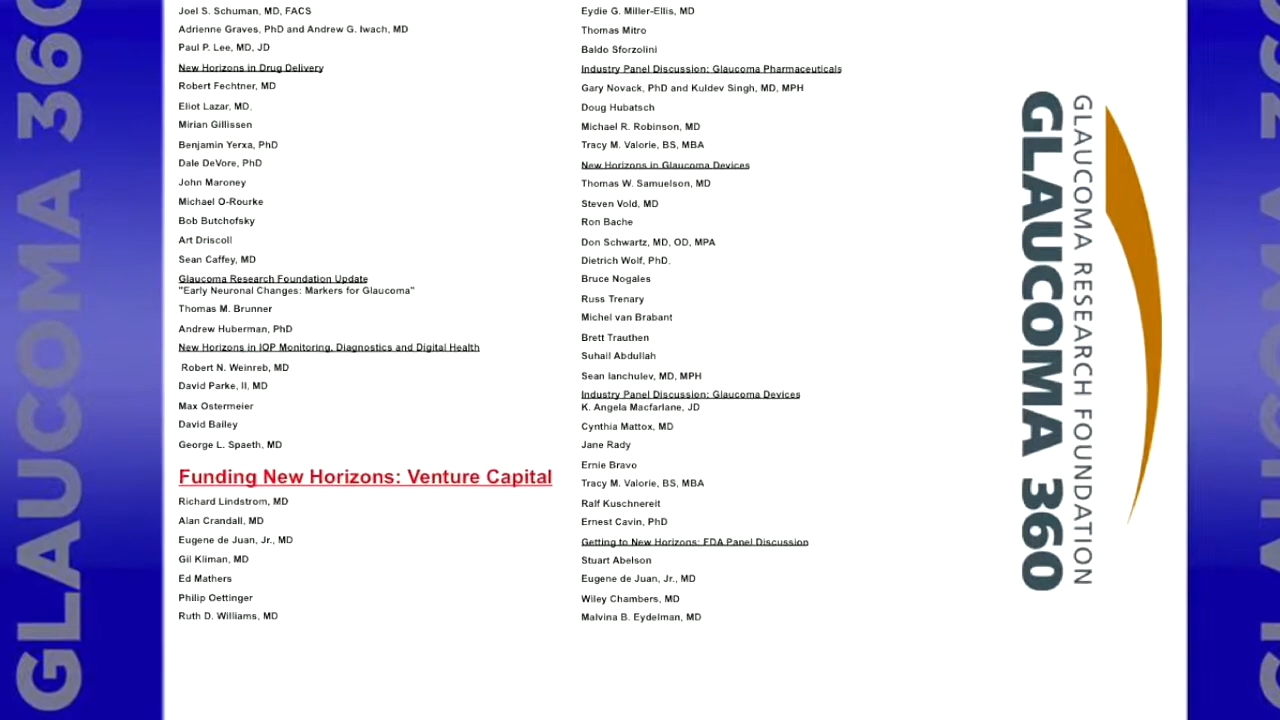 GLAUCOMA 360
Joel S. Schuman, MD, FACS
Adrienne Graves, PhD and Andrew G. Iwach, MD
Paul P. Lee, MD, JD
New Horizons in Drug Delivery
Robert Fechtner, MD
Eliot Lazar, MD.
Mirian Gillissen
Benjamin Yerxa, PhD
Dale DeVore, PhD
John Maroney
Michael O-Rourke
Bob Butchofsky
Art Driscoll
Sean Caffey, MD
Glaucoma Research Foundation Update
"Early Neuronal Changes: Markers for Glaucoma"
Thomas M. Brunner
Andrew Huberman, PhD
New Horizons in IOP Monitoring, Diagnostics and Digital Health
Robert N. Weinreb, MD
David Parke, II, MD
Max Ostermeier
David Bailey
George L. Spaeth, MD
Funding New Horizons: Venture Capital
Richard Lindstrom, MD
Alan Crandall, MD
Eugene de Juan, Jr., MD
Gil Kliman, MD
Ed Mathers
Philip Oettinger
Ruth D. Williams, MD
Eydie G. Miller-Ellis, MD
Thomas Mitro
Baldo Sforzolini
Industry Panel Discussion: Glaucoma Pharmaceuticals
Gary Novack, PhD and Kuldev Singh, MD, MPH
Doug Hubatsch
Michael R. Robinson, MD
Tracy M. Valorie, BS, MBA
New Horizons in Glaucoma Devices
Thomas W. Samuelson, MD
Steven Vold, MD
Ron Bache
Don Schwartz, MD, OD, MPA
Dietrich Wolf, PhD.
Bruce Nogales
Russ Trenary
Michel van Brabant
Brett Trauthen
Suhail Abdullah
Sean Ianchulev, MD, MPH
Industry Panel Discussion: Glaucoma Devices
K. Angela Macfarlane, JD
Cynthia Mattox, MD
Jane Rady
Ernie Bravo
Tracy M. Valorie, BS, MBA
Ralf Kuschnereit
Ernest Cavin, PhD
Getting to New Horizons: FDA Panel Discussion
Stuart Abelson
Eugene de Juan, Jr., MD
Wiley Chambers, MD
Malvina B. Eydelman, MD
GLAUCOMA RESEARCH FOUNDATION
GLAUCOMA 360